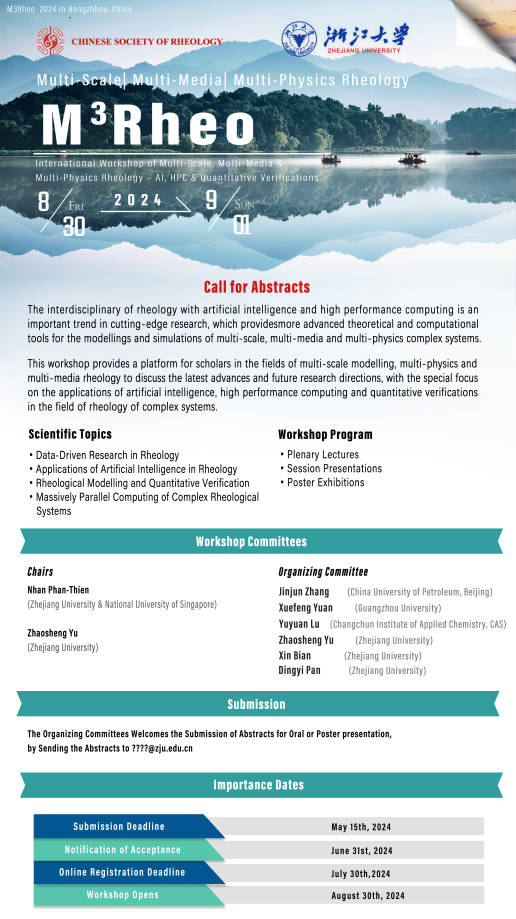 M3Rheo 2024 in Hangzhou, China
CHINESE SOCIETY OF RHEOLOGY
浙江大学
ZHEJIANG UNIVERSITY
Multi-Scale| Multi-Media| Multi-Physics Rheology
M³Rheo
International Workshop of Multi-Scale, Multi-Media &
Multi-Physics Rheology – AI, HPC & Quantitative Verifications
8/FRI 30 2024 9/SUN 01
Call for Abstracts
The interdisciplinary of rheology with artificial intelligence and high performance computing is an
important trend in cutting-edge research, which providesmore advanced theoretical and computational
tools for the modellings and simulations of multi-scale, multi-media and multi-physics complex systems.
This workshop provides a platform for scholars in the fields of multi-scale modelling, multi-physics and
multi-media rheology to discuss the latest advances and future research directions, with the special focus
on the applications of artificial intelligence, high performance computing and quantitative verifications
in the field of rheology of complex systems.
Scientific Topics
• Data-Driven Research in Rheology
• Applications of Artificial Intelligence in Rheology
• Rheological Modelling and Quantitative Verification
• Massively Parallel Computing of Complex Rheological
Systems
Workshop Program
• Plenary Lectures
• Session Presentations
• Poster Exhibitions
Workshop Committees
Chairs
Nhan Phan-Thien
(Zhejiang University & National University of Singapore)
Zhaosheng Yu
(Zhejiang University)
Organizing Committee
Jinjun Zhang (China University of Petroleum, Beijing)
Xuefeng Yuan (Guangzhou University)
Yuyuan Lu (Changchun Institute of Applied Chemistry, CAS)
Zhaosheng Yu (Zhejiang University)
Xin Bian (Zhejiang University)
Dingyi Pan (Zhejiang University)
Submission
The Organizing Committees Welcomes the Submission of Abstracts for Oral or Poster presentation,
by Sending the Abstracts to ????@zju.edu.cn
Importance Dates
Submission Deadline May 15th, 2024
Notification of Acceptance June 31st, 2024
Online Registration Deadline July 30th,2024
Workshop Opens August 30th, 2024